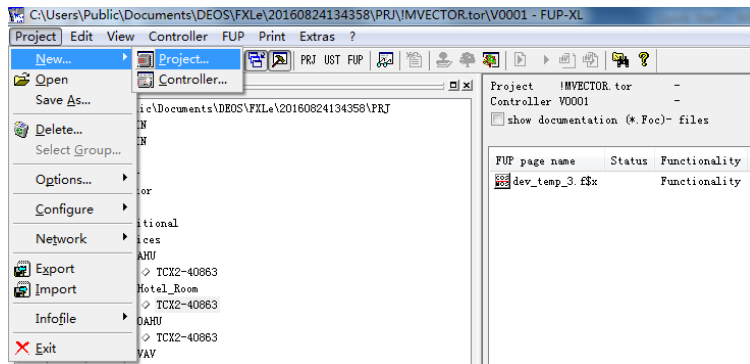 C:\Users\Public\Documents\DEOS\FXLe\20160824134358\PRJ\!MVECTOR.tor\V0001 - FUP-XL
Project Edit View Controller FUP Print Extras ?
New... Project... PRJ UST FUP
Open Controller...
Save As...
ic\Documents\DEOS\FXLe\20160824134358\PRJ
Delete... N
Select Group... N
Options...
or
Configure
itional
Network ices
AHU
Export TCX2-40863
Import Hotel_Room
TCX2-40863
Infofile OAHU
TCX2-40863
Exit VAV
Project !MVECTOR.tor -
Controller V0001 -
show documentation (*.Foc)- files
FUP page name Status Functionality
dev_temp_3.f$x Functionality